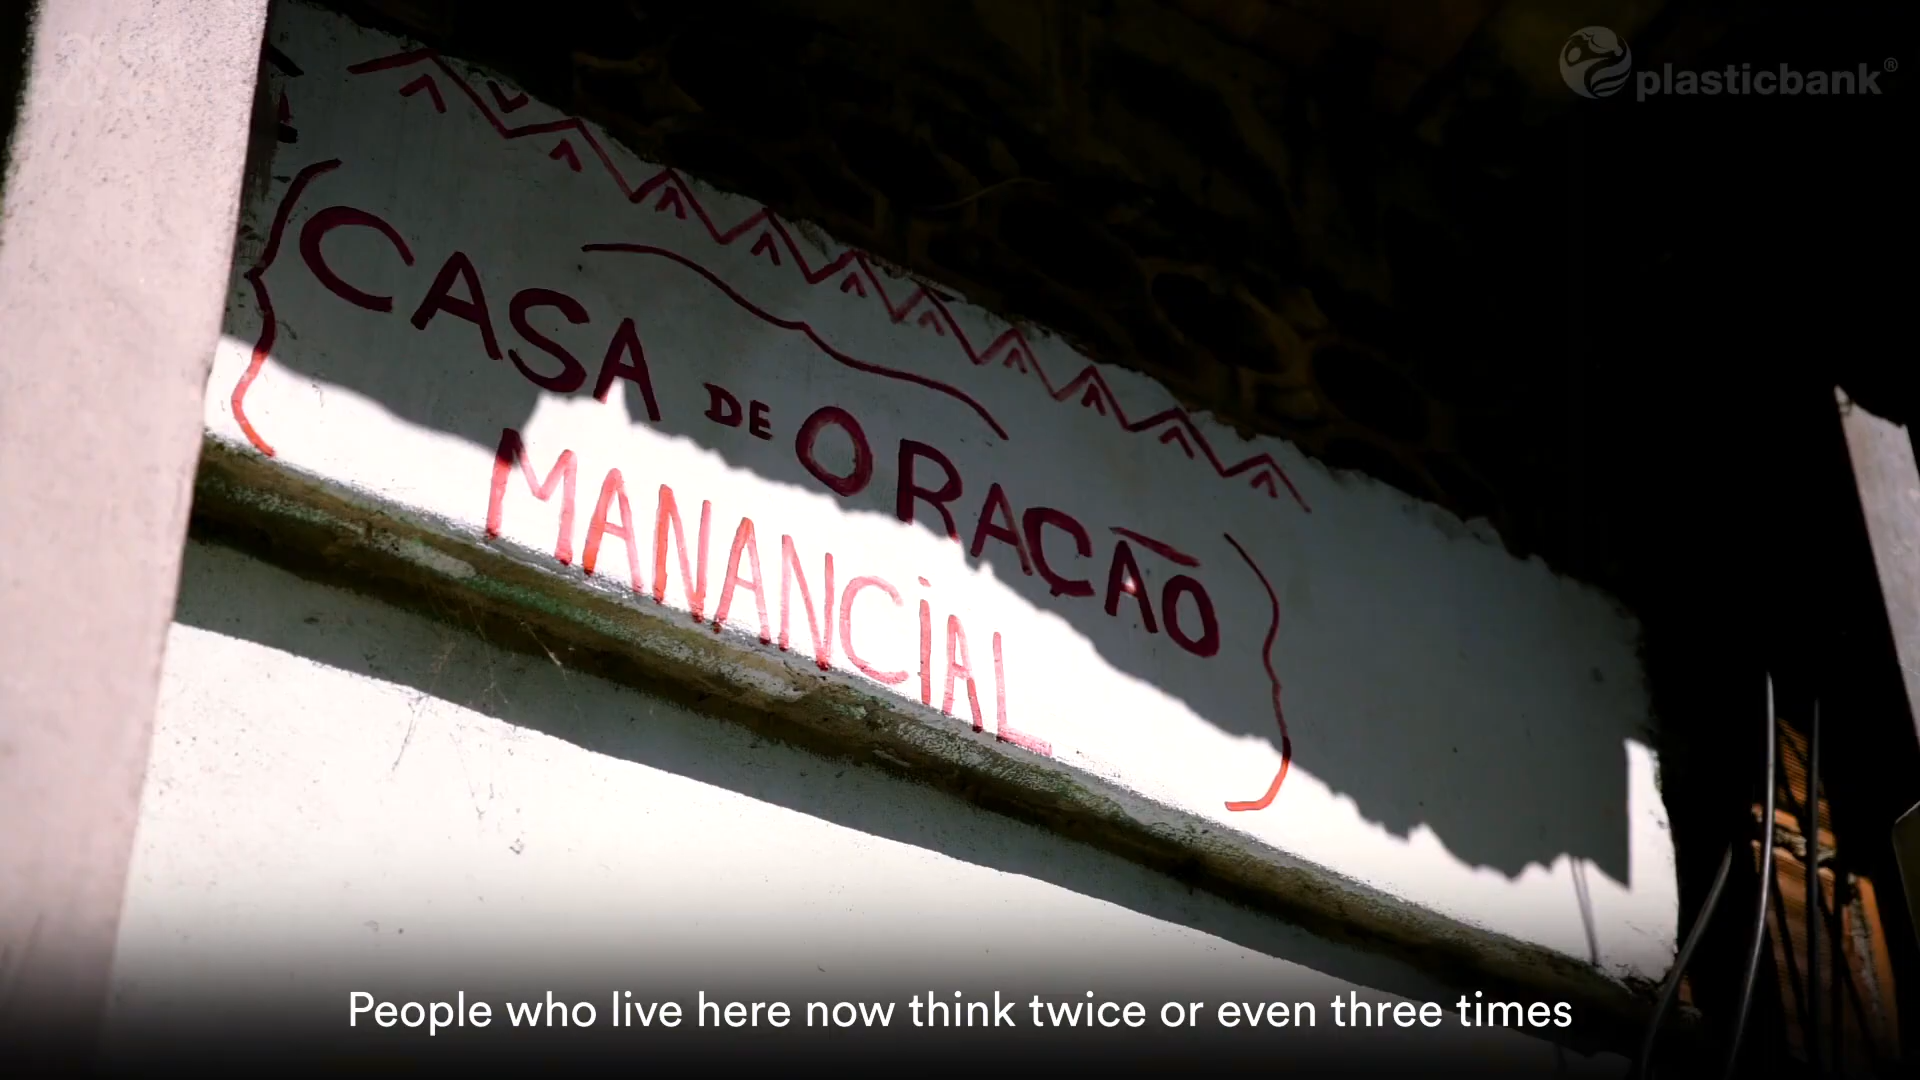 plasticbank®
CASA DE ORAÇÃO
MANANCIAL
People who live here now think twice or even three times